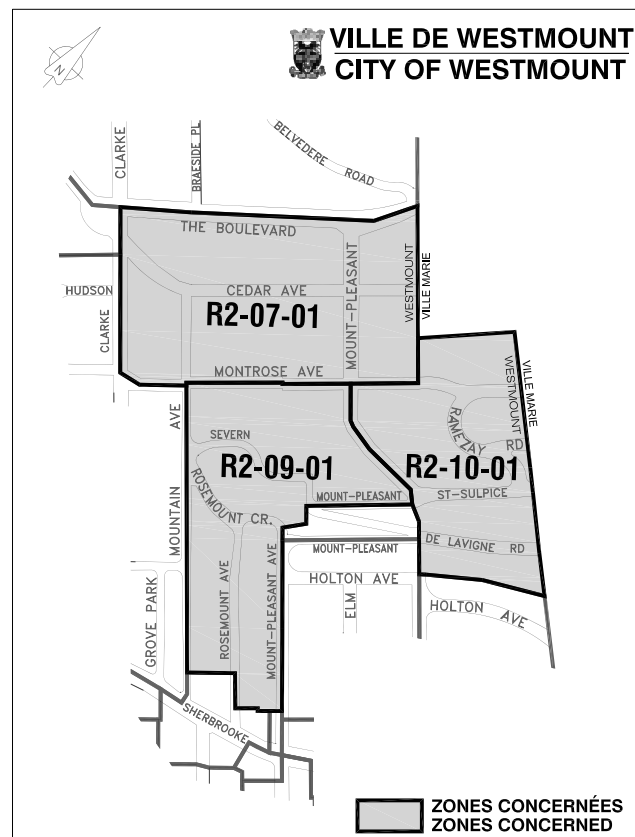 VILLE DE WESTMOUNT
CITY OF WESTMOUNT
N
CLARKE
BRAESIDE PL
BELVEDERE ROAD
THE BOULEVARD
MOUNT-PLEASANT
WESTMOUNT
VILLE MARIE
HUDSON
CEDAR AVE
R2-07-01
CLARKE
MONTROSE AVE
VILLE MARIE
WESTMOUNT
MOUNTAIN AVE
SEVERN
RAMEZAY RD
R2-09-01
R2-10-01
ROSEMOUNT CR.
MOUNT-PLEASANT
ST-SULPICE
DE LAVIGNE RD
MOUNT-PLEASANT
HOLTON AVE
ELM
HOLTON AVE
GROVE PARK
ROSEMOUNT AVE
MOUNT-PLEASANT AVE
SHERBROOKE
ZONES CONCERNÉES
ZONES CONCERNED